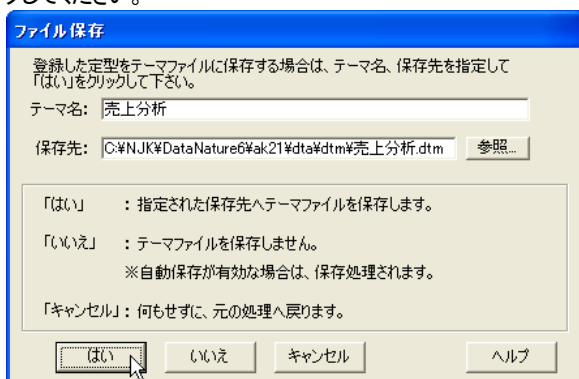 クしてください。
ファイル保存
登録した定型をテーマファイルに保存する場合は、テーマ名、保存先を指定して
「はい」をクリックして下さい。
テーマ名: 売上分析
保存先: C:¥NJK¥DataNature6¥ak21¥dta¥dtm¥売上分析.dtm 参照...
「はい」 : 指定された保存先へテーマファイルを保存します。
「いいえ」 : テーマファイルを保存しません。
※自動保存が有効な場合は、保存処理されます。
「キャンセル」: 何もせずに、元の処理へ戻ります。
はい いいえ キャンセル ヘルプ